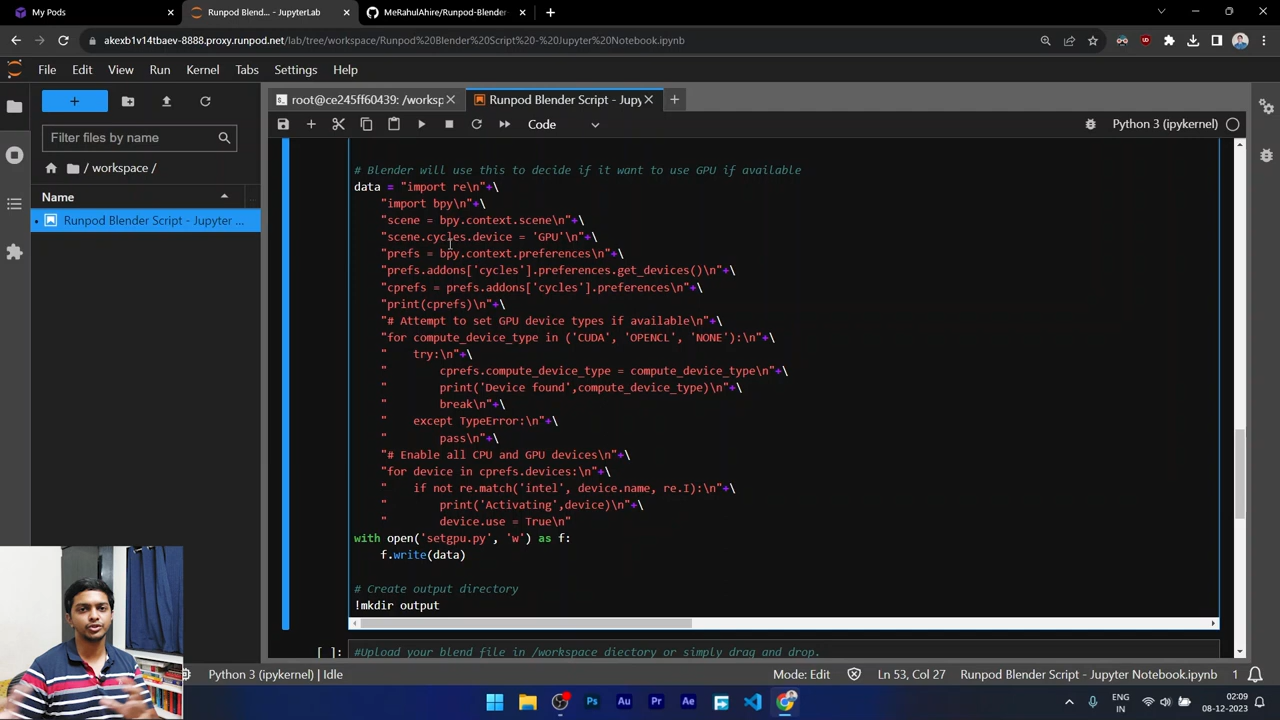 My Pods
Runpod Blend... - JupyterLab
MeRahulAhire/Runpod-Blender-
akexb1v14tbaev-8888.proxy.runpod.net/lab/tree/workspace/Runpod%20Blender%20Script%20-%20Jupyter%20Notebook.ipynb
File Edit View Run Kernel Tabs Settings Help
root@ce245ff60439: /worksp
Runpod Blender Script - Jupy
Filter files by name
Code
Python 3 (ipykernel)
/ workspace /
Name
Runpod Blender Script - Jupyter ...
# Blender will use this to decide if it want to use GPU if available
data = "import re\n"+\
"import bpy\n"+\
"scene = bpy.context.scene\n"+\
"scene.cycles.device = 'GPU'\n"+\
"prefs = bpy.context.preferences\n"+\
"prefs.addons['cycles'].preferences.get_devices()\n"+\
"cprefs = prefs.addons['cycles'].preferences\n"+\
"print(cprefs)\n"+\
"# Attempt to set GPU device types if available\n"+\
"for compute_device_type in ('CUDA', 'OPENCL', 'NONE'):\n"+\
"    try:\n"+\
"        cprefs.compute_device_type = compute_device_type\n"+\
"        print('Device found',compute_device_type)\n"+\
"        break\n"+\
"    except TypeError:\n"+\
"        pass\n"+\
"# Enable all CPU and GPU devices\n"+\
"for device in cprefs.devices:\n"+\
"    if not re.match('intel', device.name, re.I):\n"+\
"        print('Activating',device)\n"+\
"        device.use = True\n"
with open('setgpu.py', 'w') as f:
    f.write(data)
# Create output directory
!mkdir output
[ ]:
#Upload your blend file in /workspace diectory or simply drag and drop.
Python 3 (ipykernel) | Idle
Mode: Edit
Ln 53, Col 27
Runpod Blender Script - Jupyter Notebook.ipynb
1
Ps
Au
Pr
Ae
ENG
IN
02:09
08-12-2023